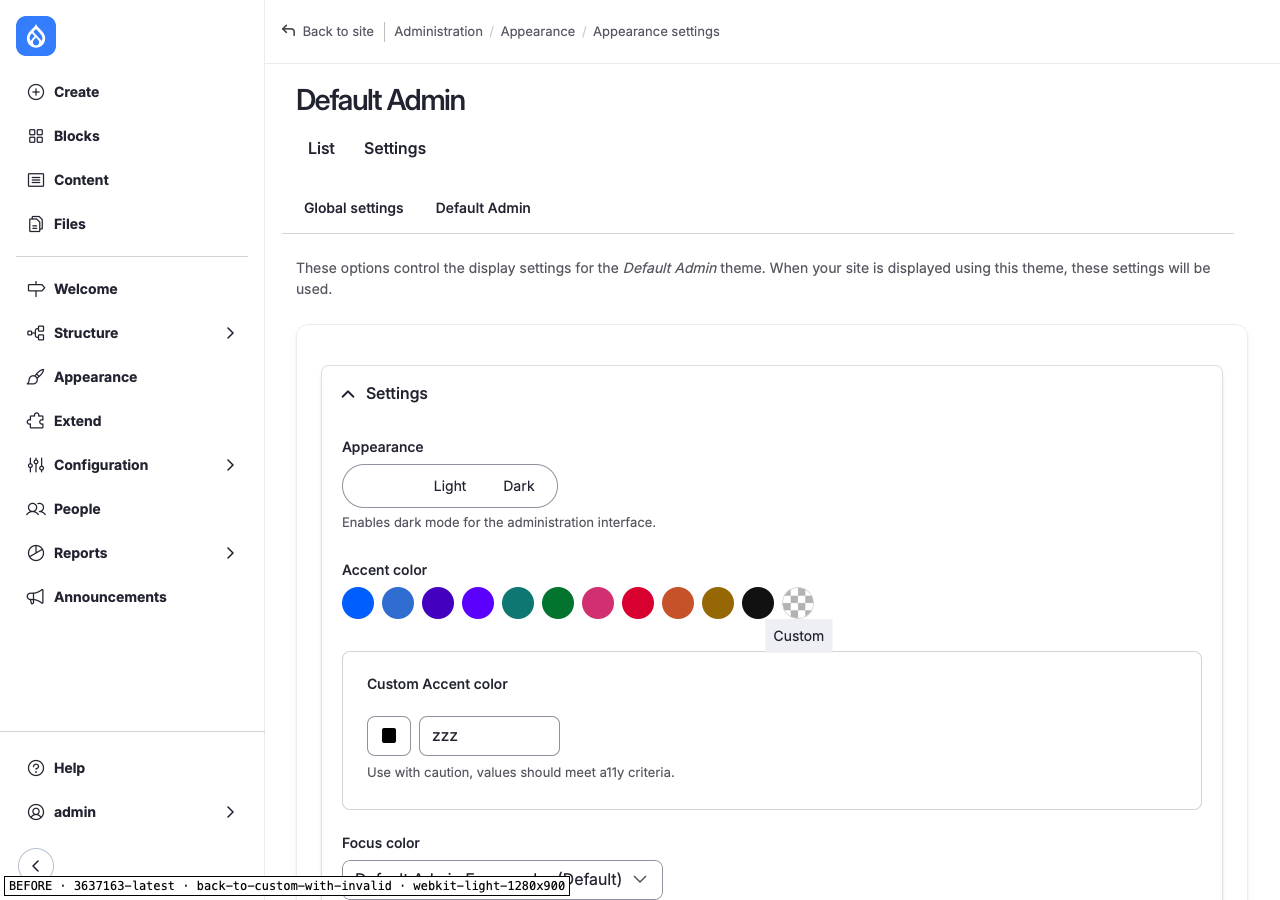 Back to site
Administration / Appearance / Appearance settings
Create
Blocks
Content
Files
Welcome
Structure
Appearance
Extend
Configuration
People
Reports
Announcements
Help
admin
Default Admin
List Settings
Global settings Default Admin
These options control the display settings for the Default Admin theme. When your site is displayed using this theme, these settings will be
used.
Settings
Appearance
Light Dark
Enables dark mode for the administration interface.
Accent color
Custom
Custom Accent color
zzz
Use with caution, values should meet a11y criteria.
Focus color
(Default)
BEFORE · 3637163-latest · back-to-custom-with-invalid · webkit-light-1280x900